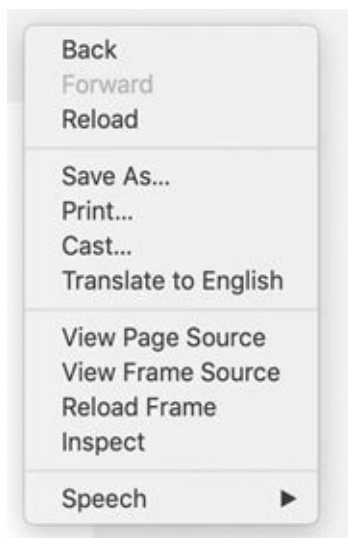 Back
Forward
Reload
Save As...
Print...
Cast...
Translate to English
View Page Source
View Frame Source
Reload Frame
Inspect
Speech ▶